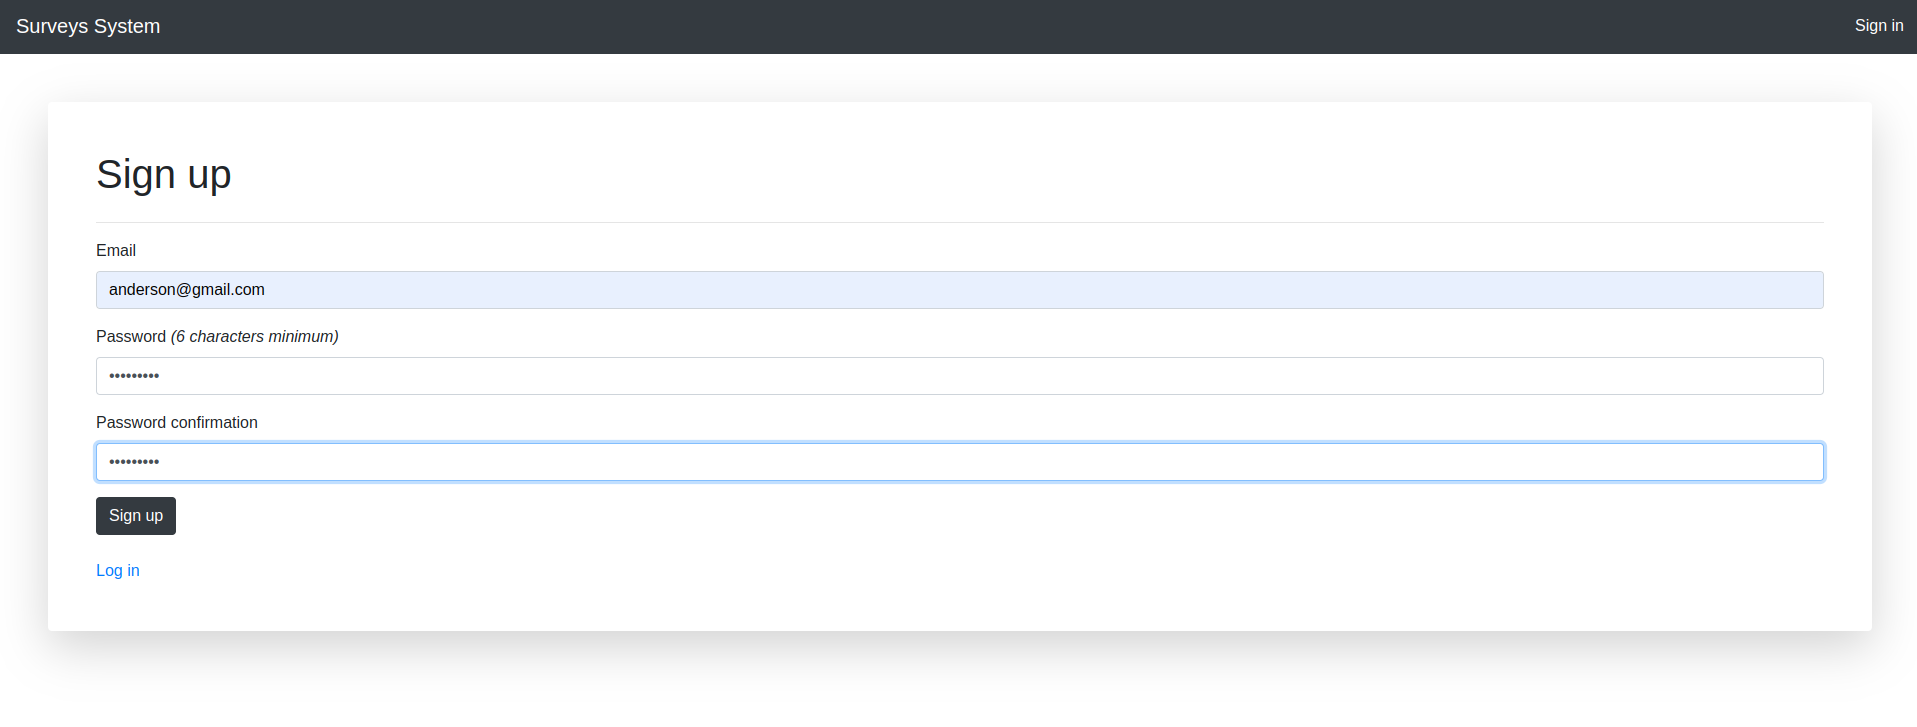 Surveys System
Sign in
Sign up
Email
anderson@gmail.com
Password (6 characters minimum)
•••••••••
Password confirmation
•••••••••
Sign up
Log in